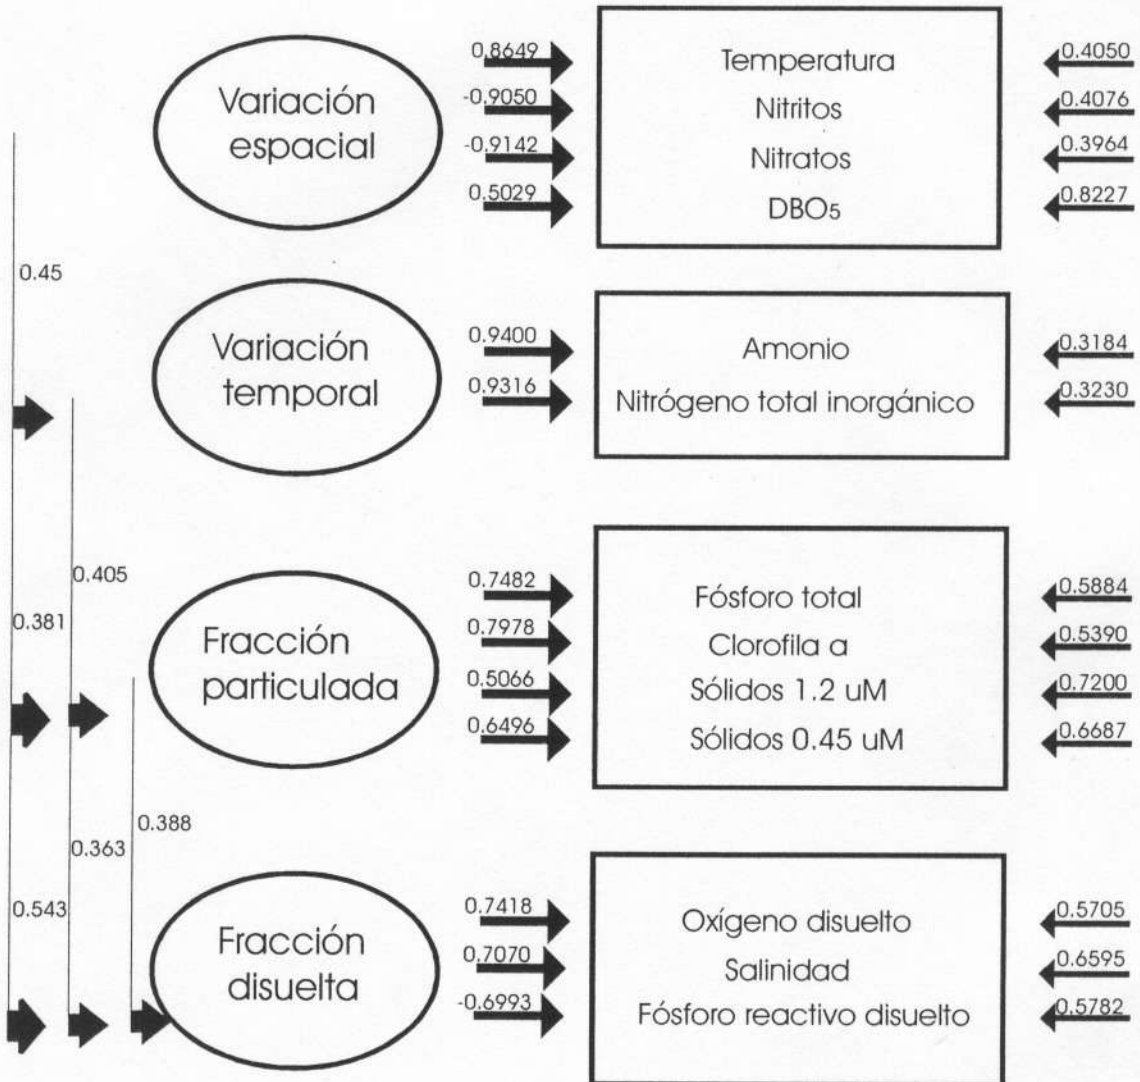 0.8649 Temperatura 0.4050
Variación -0.9050 Nitritos 0.4076
espacial -0.9142 Nitratos 0.3964
0.5029 DBO5 0.8227
0.45
Variación 0.9400 Amonio 0.3184
temporal 0.9316 Nitrógeno total inorgánico 0.3230
0.405
0.381
0.7482 Fósforo total 0.5884
Fracción 0.7978 Clorofila a 0.5390
particulada 0.5066 Sólidos 1.2 uM 0.7200
0.6496 Sólidos 0.45 uM 0.6687
0.388
0.363
0.543
Fracción 0.7418 Oxígeno disuelto 0.5705
disuelta 0.7070 Salinidad 0.6595
-0.6993 Fósforo reactivo disuelto 0.5782